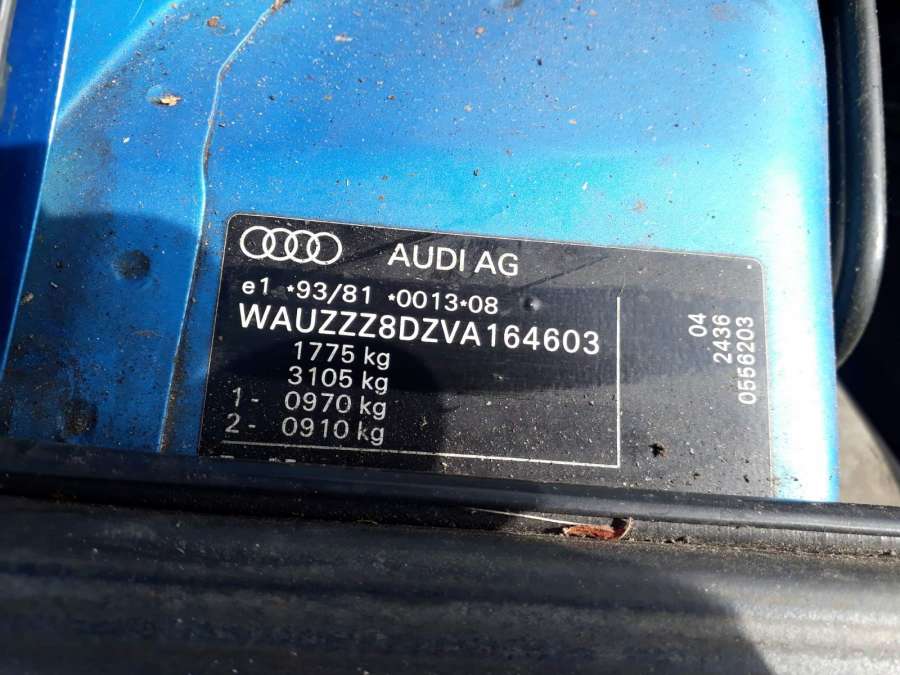 AUDI AG
e1 *93/81 *0013*08
WAUZZZ8DZVA164603
1775 kg
3105 kg
1- 0970 kg
2- 0910 kg
04
2436
0556203